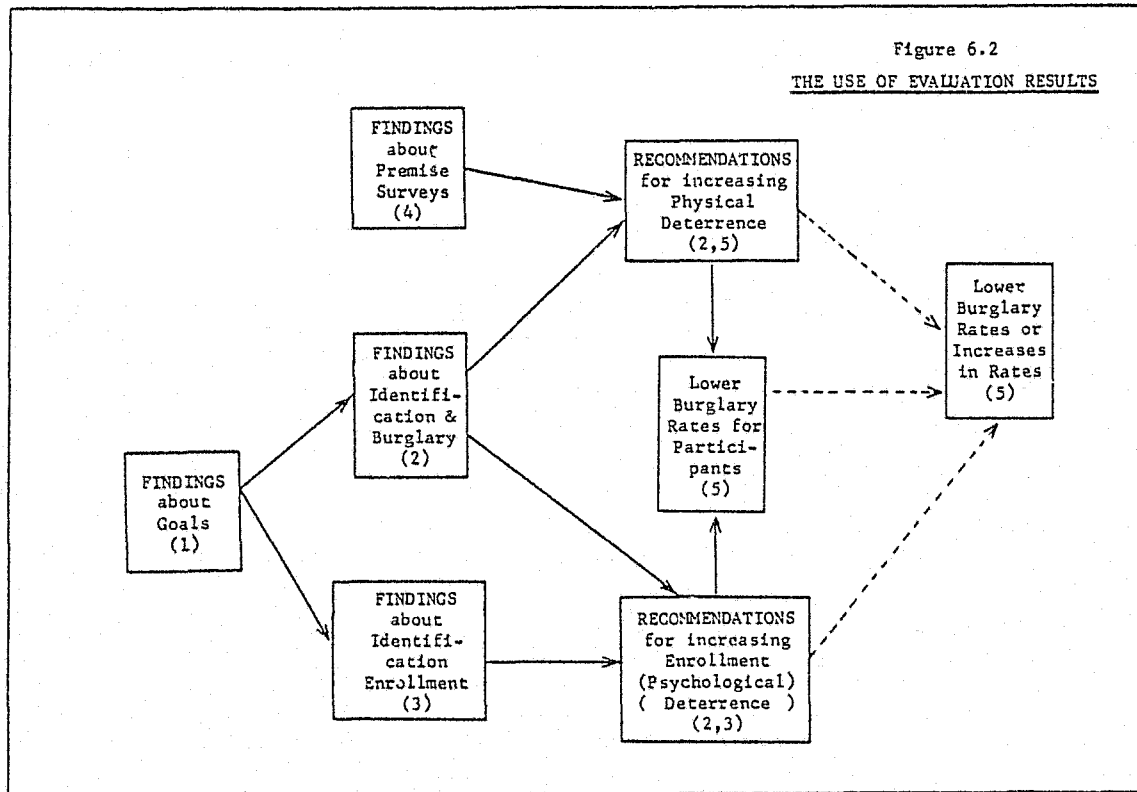 Figure 6.2
THE USE OF EVALUATION RESULTS
FINDINGS
about
Premise
Surveys
(4)
RECOMMENDATIONS
for increasing
Physical
Deterrence
(2,5)
Lower
Burglary
Rates or
Increases
in Rates
(5)
FINDINGS
about
Identifi-
cation &
Burglary
(2)
Lower
Burglary
Rates for
Partici-
pants
(5)
FINDINGS
about
Goals
(1)
FINDINGS
about
Identifi-
cation
Enrollment
(3)
RECOMMENDATIONS
for increasing
Enrollment
(Psychological)
( Deterrence )
(2,3)